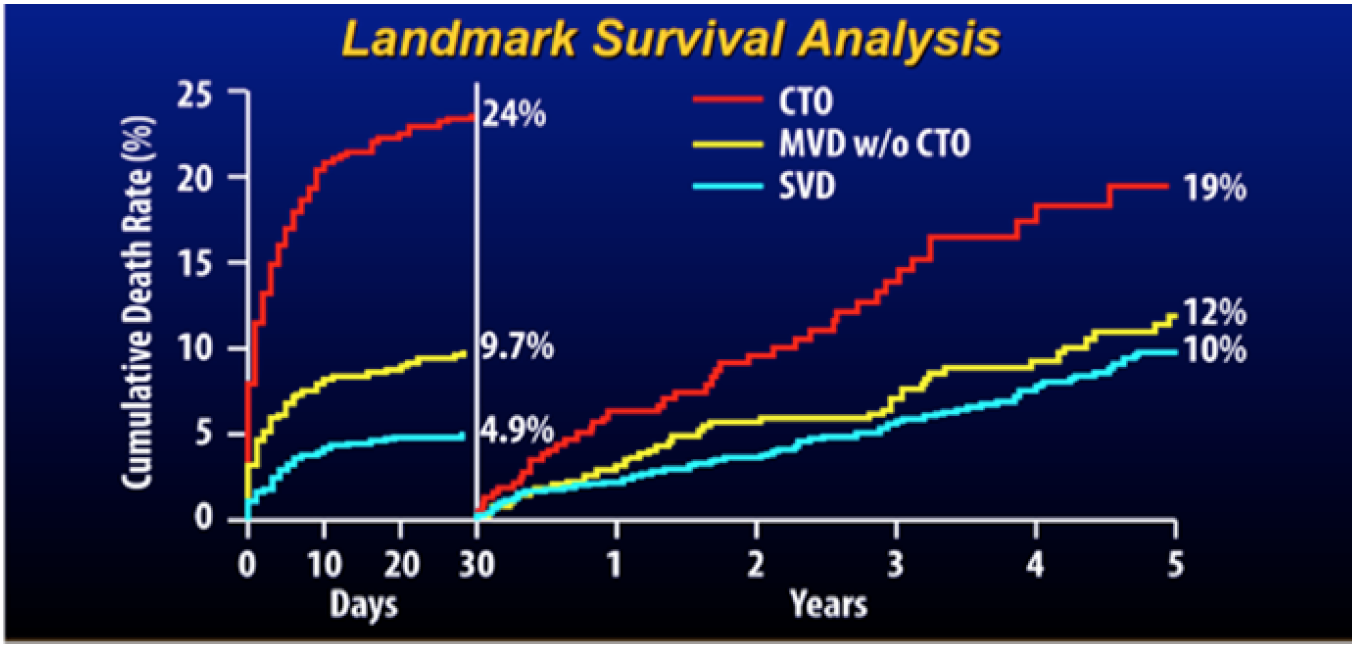 Landmark Survival Analysis
Cumulative Death Rate (%)
25
20
15
10
5
0
24%
9.7%
4.9%
CTO
MVD w/o CTO
SVD
19%
12%
10%
0 10 20 30 1 2 3 4 5
Days Years